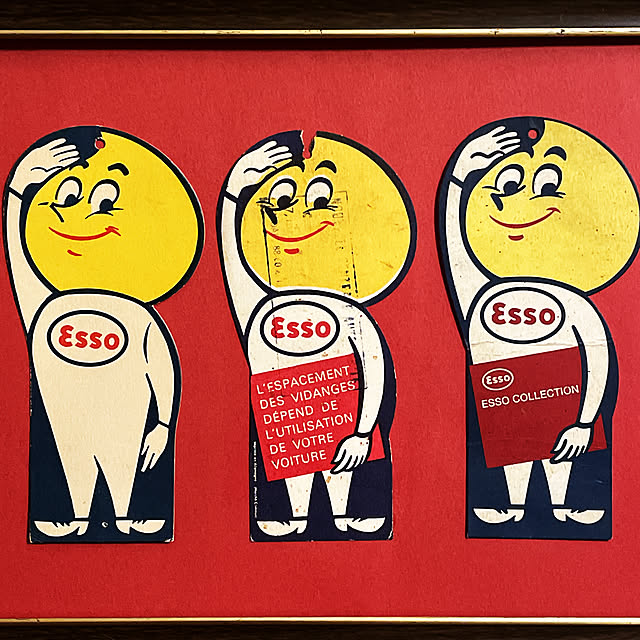 Esso
Esso
L'ESPACEMENT
DES VIDANGES
DÉPEND DE
L'UTILISATION
DE VOTRE
VOITURE
Esso
Esso
ESSO COLLECTION